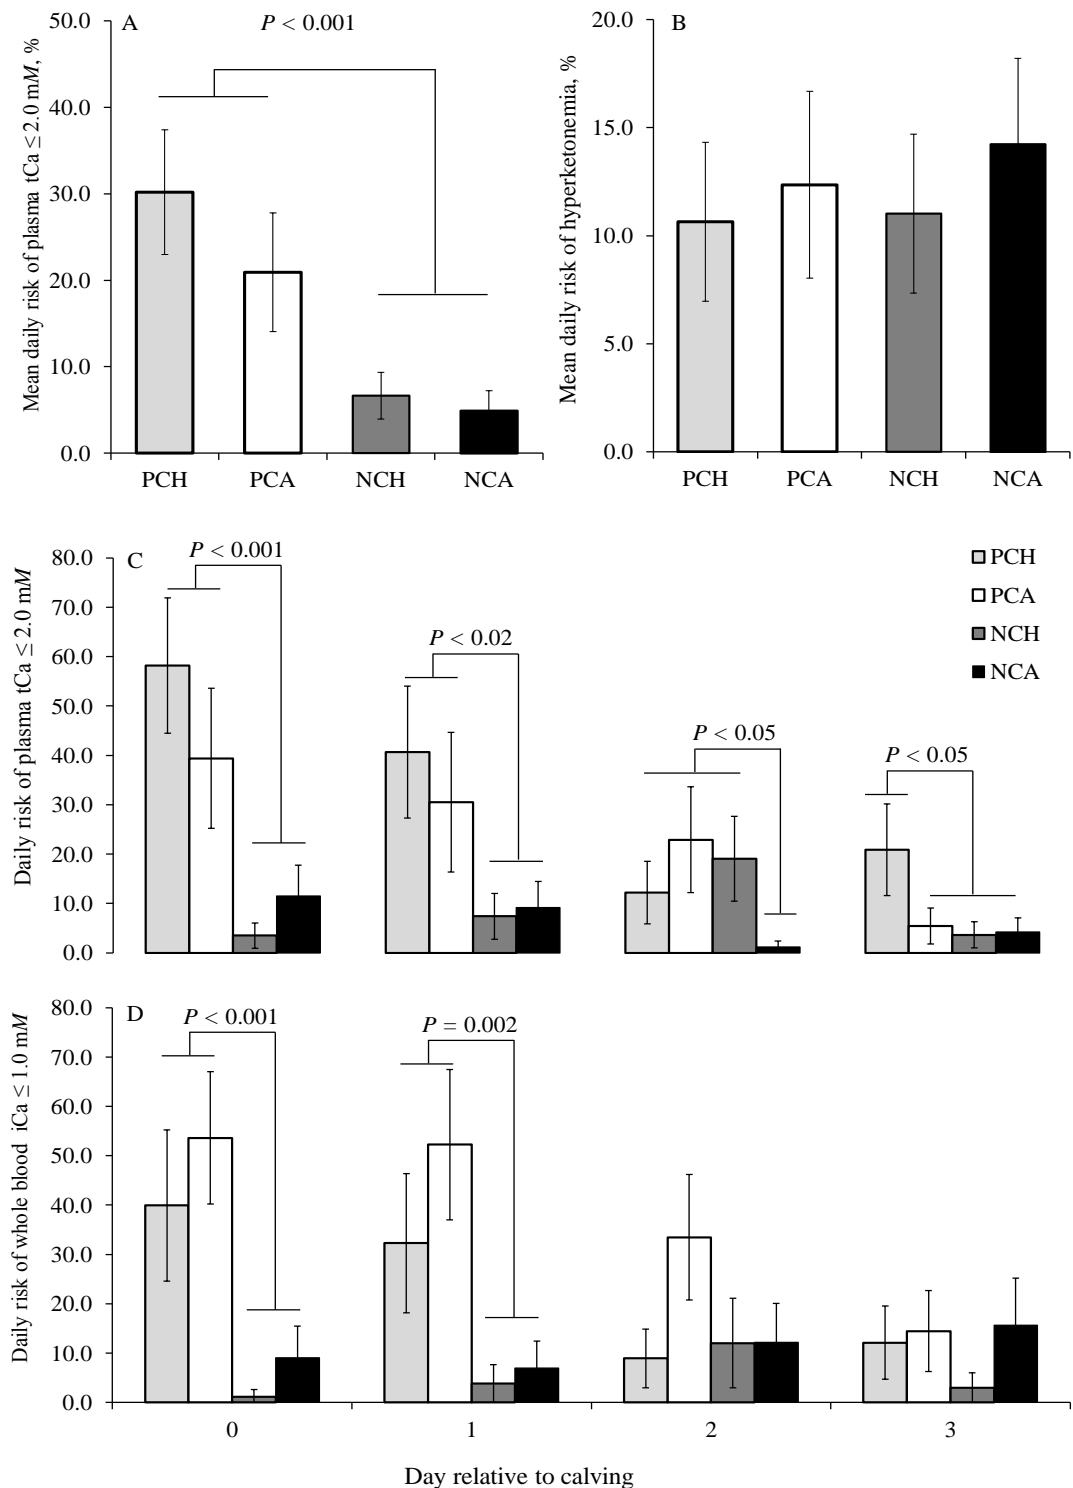 A
P < 0.001
Mean daily risk of plasma tCa ≤ 2.0 mM, %
50.0
40.0
30.0
20.0
10.0
0.0
PCH PCA NCH NCA
B
Mean daily risk of hyperketonemia, %
20.0
15.0
10.0
5.0
0.0
PCH PCA NCH NCA
C
Daily risk of plasma tCa ≤ 2.0 mM
80.0
70.0
60.0
50.0
40.0
30.0
20.0
10.0
0.0
P < 0.001
P < 0.02
P < 0.05
P < 0.05
PCH
PCA
NCH
NCA
D
Daily risk of whole blood iCa ≤ 1.0 mM
80.0
70.0
60.0
50.0
40.0
30.0
20.0
10.0
0.0
P < 0.001
P = 0.002
0 1 2 3
Day relative to calving